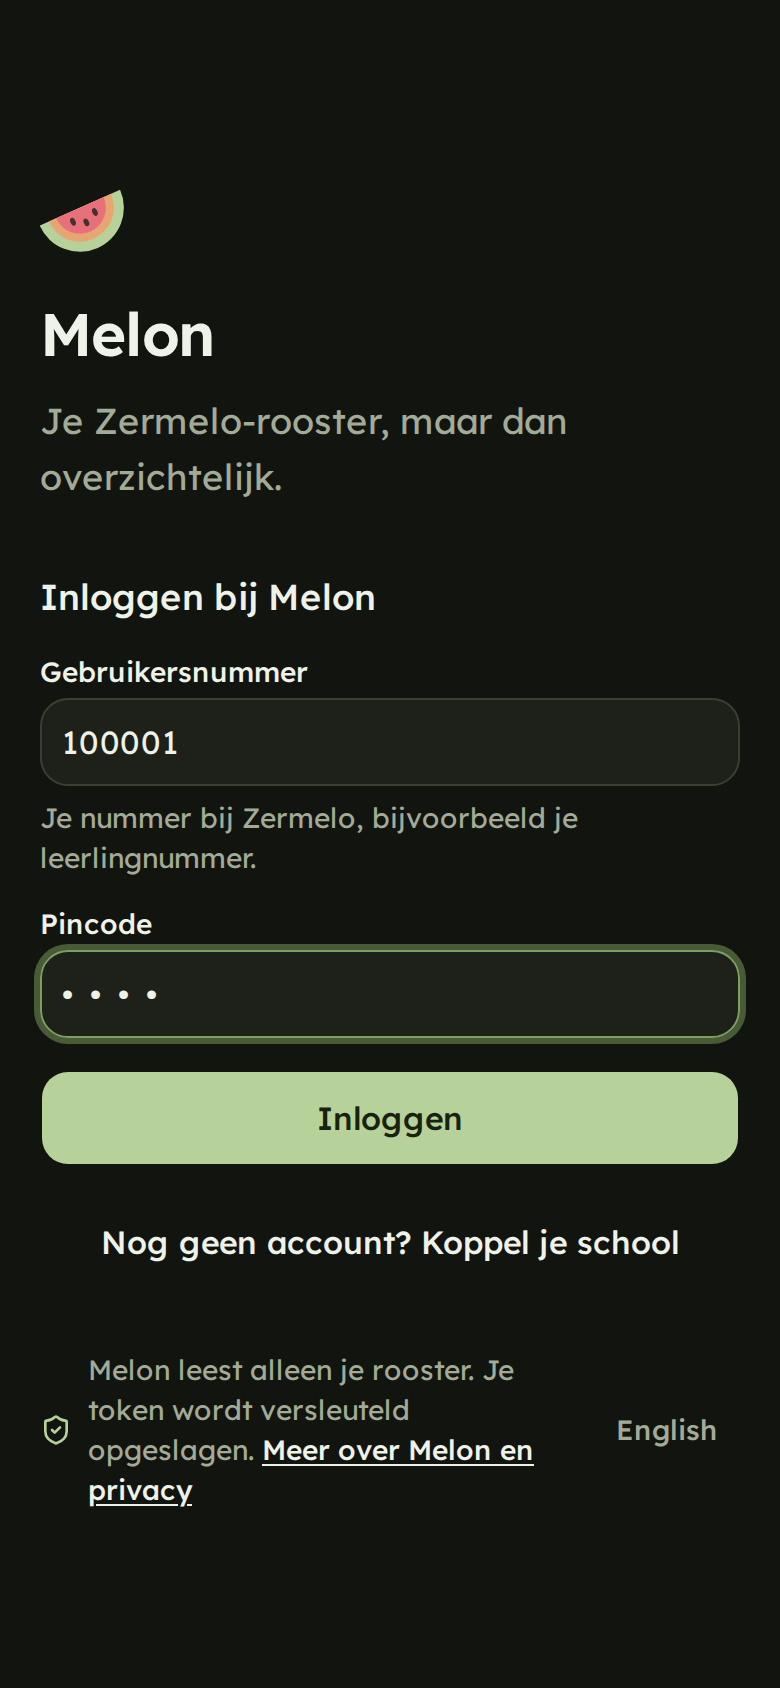 Melon
Je Zermelo-rooster, maar dan
overzichtelijk.
Inloggen bij Melon
Gebruikersnummer
100001
Je nummer bij Zermelo, bijvoorbeeld je
leerlingnummer.
Pincode
• • • •
Inloggen
Nog geen account? Koppel je school
Melon leest alleen je rooster. Je
token wordt versleuteld
opgeslagen. Meer over Melon en
privacy
English